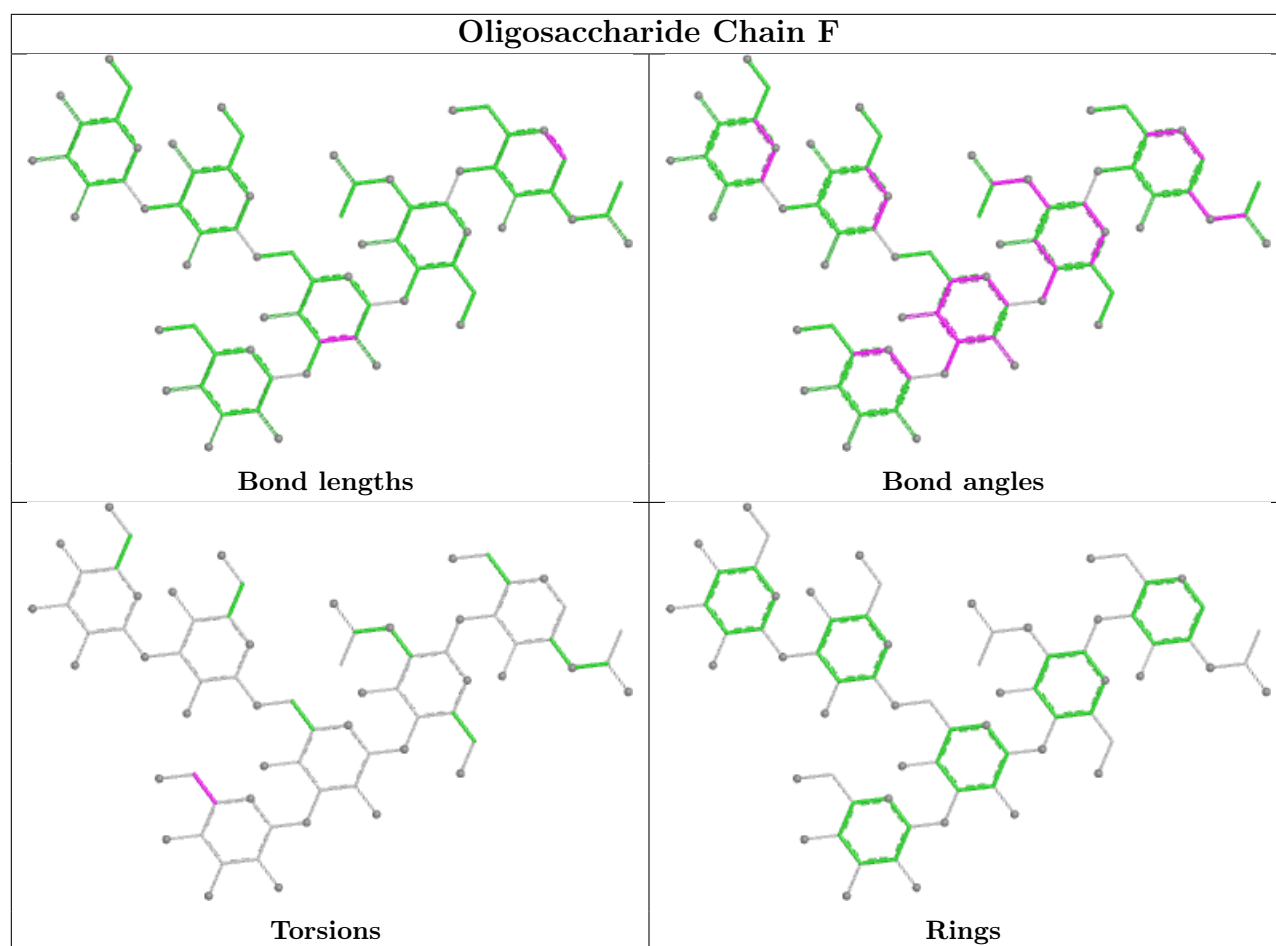 Oligosaccharide Chain F
Bond lengths
Bond angles
Torsions
Rings